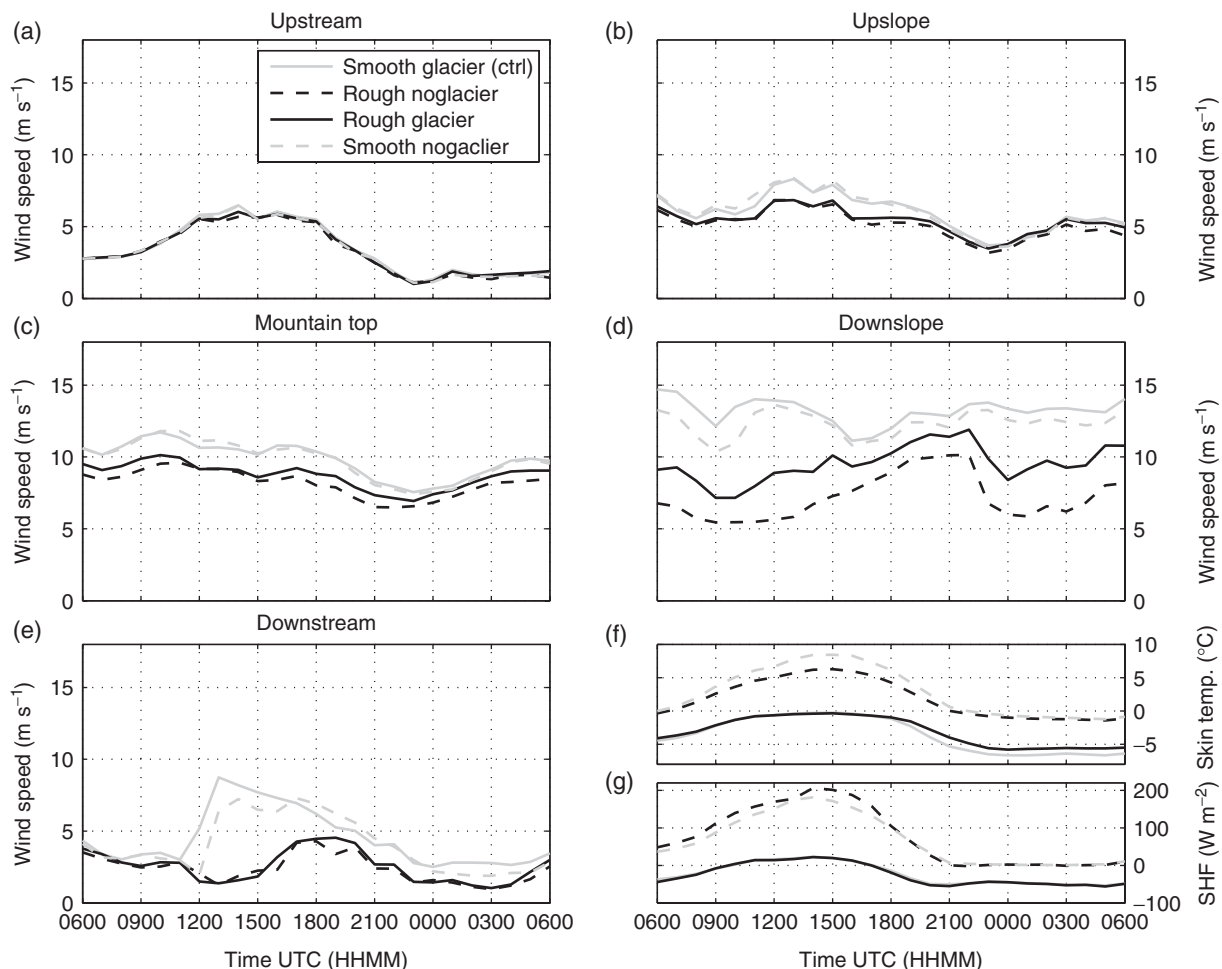 (a)
Upstream
Wind speed (m s−1)
15
10
5
0
Smooth glacier (ctrl)
Rough noglacier
Rough glacier
Smooth nogaclier
(b)
Upslope
Wind speed (m s−1)
15
10
5
0
(c)
Mountain top
Wind speed (m s−1)
15
10
5
0
(d)
Downslope
Wind speed (m s−1)
15
10
5
0
(e)
Downstream
Wind speed (m s−1)
15
10
5
0
0600 0900 1200 1500 1800 2100 0000 0300 0600
Time UTC (HHMM)
(f)
Skin temp. (°C)
10
5
0
−5
(g)
SHF (W m−2)
200
100
0
−100
0600 0900 1200 1500 1800 2100 0000 0300 0600
Time UTC (HHMM)